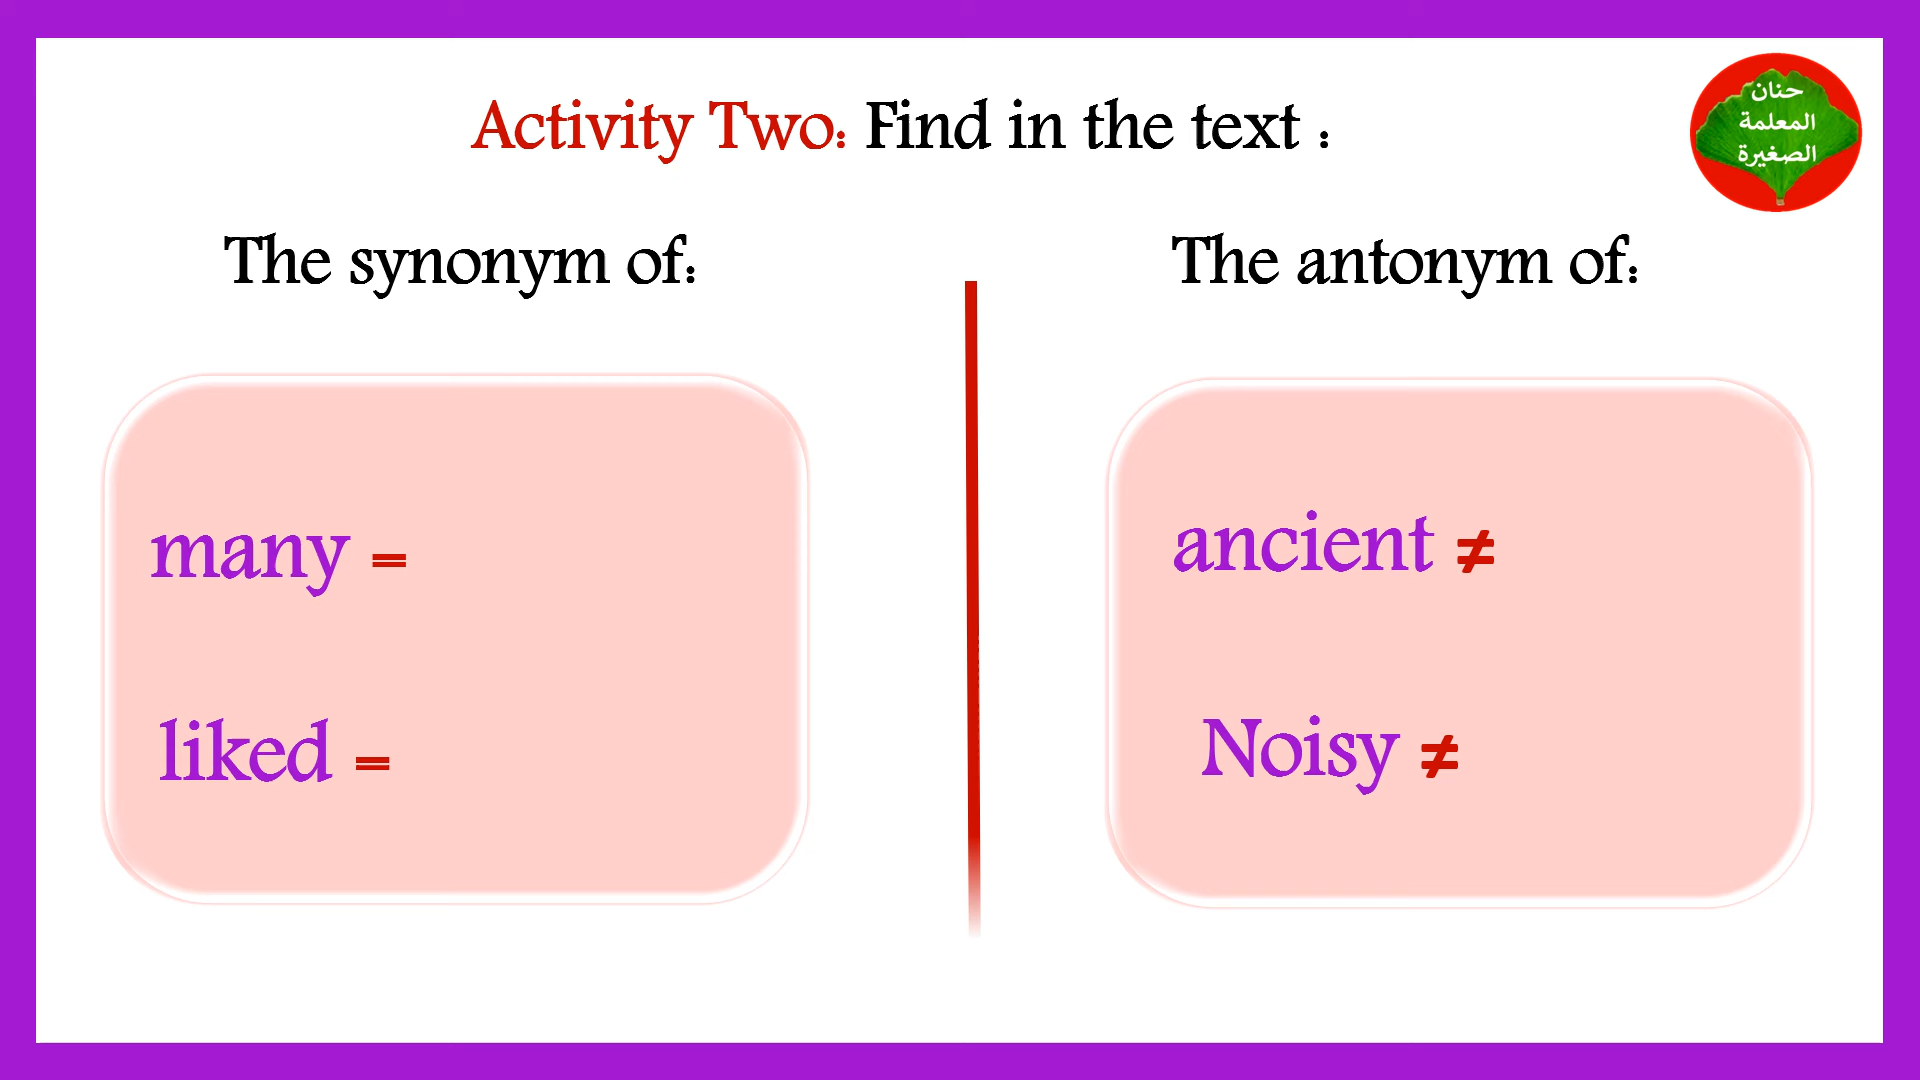 Activity Two: Find in the text :
حنان
المعلمة
الصغيرة
The synonym of:
many =
liked =
The antonym of:
ancient ≠
Noisy ≠